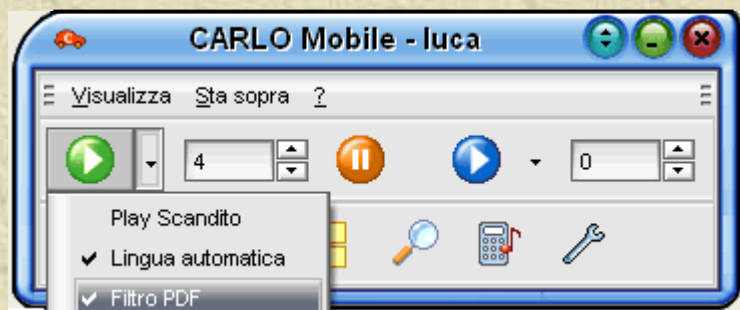 CARLO Mobile - luca
Visualizza Sta sopra ?
4 0
Play Scandito
Lingua automatica
Filtro PDF